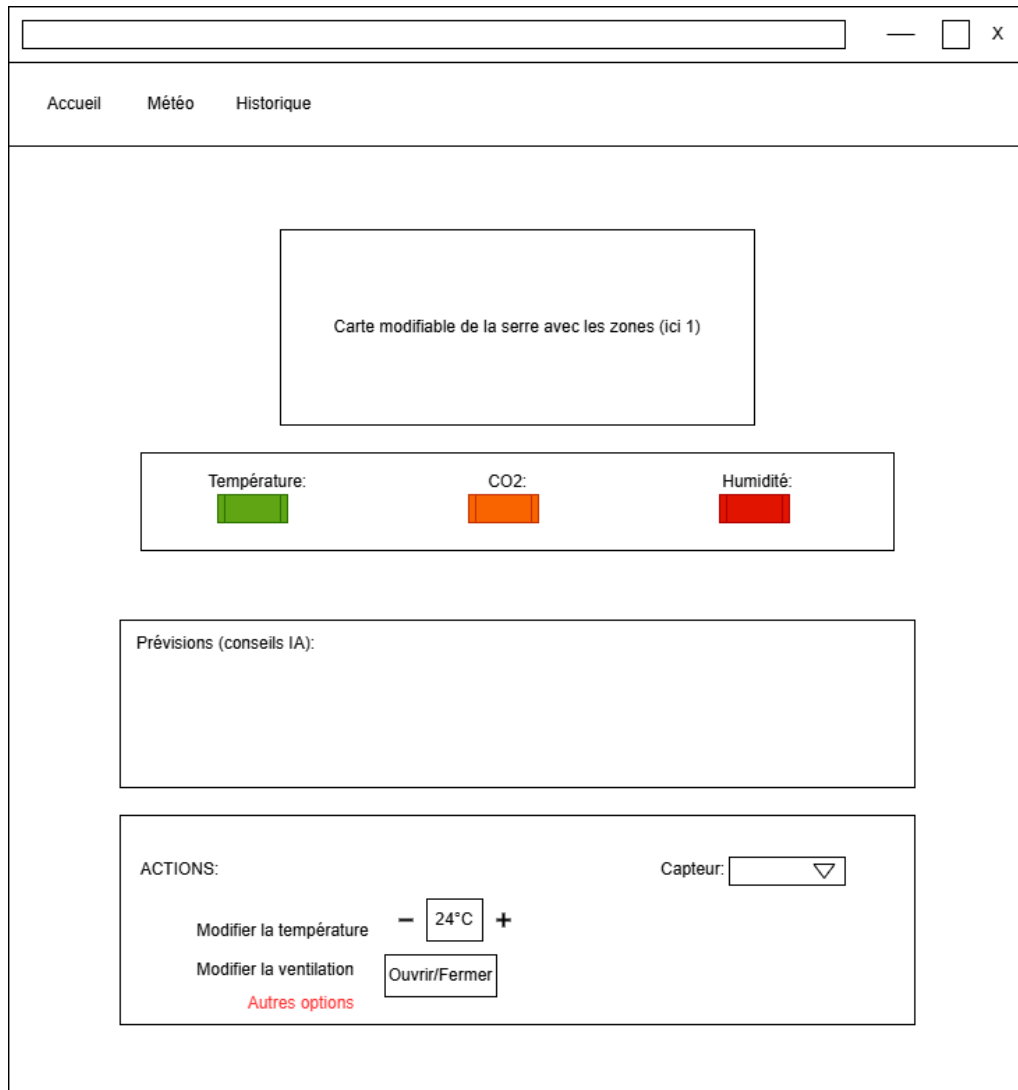 X
Accueil Météo Historique
Carte modifiable de la serre avec les zones (ici 1)
Température: CO2: Humidité:
Prévisions (conseils IA):
ACTIONS: Capteur:
Modifier la température − 24°C +
Modifier la ventilation Ouvrir/Fermer
Autres options